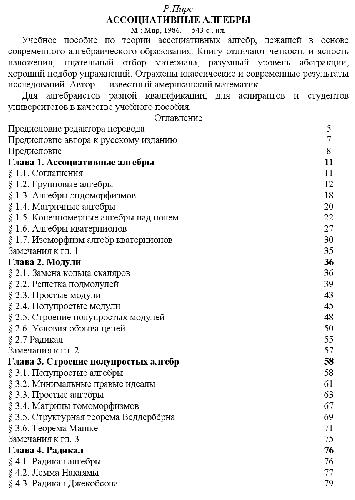 Р.Пирс
АССОЦИАТИВНЫЕ АЛГЕБРЫ
М.: Мир, 1986. – 543 с., ил.
Учебное пособие по теории ассоциативных алгебр, лежащей в основе
современного алгебраического образования. Книгу отличают четкость и ясность
изложения, тщательный отбор материала, разумный уровень абстракции,
хороший подбор упражнений. Отражены классические и современные результаты
исследований. Автор – известный американский математик.
Для алгебраистов разной квалификации, для аспирантов и студентов
университетов в качестве учебного пособия.
Оглавление
Предисловие редактора перевода 5
Предисловие автора к русскому изданию 7
Предисловие 8
Глава 1. Ассоциативные алгебры 11
§ 1.1. Соглашения 11
§ 1.2. Групповые алгебры 12
§ 1.3. Алгебры эндоморфизмов 18
§ 1.4. Матричные алгебры 20
§ 1.5. Конечномерные алгебры над полем 22
§ 1.6. Алгебры кватернионов 27
§ 1.7. Изоморфизм алгебр кватернионов 30
Замечания к гл. 1 35
Глава 2. Модули 36
§ 2.1. Замена кольца скаляров 36
§ 2.2. Решетка подмодулей 39
§ 2.3. Простые модули 43
§ 2.4. Полупростые модули 45
§ 2.5. Строение полупростых модулей 48
§ 2.6. Условия обрыва цепей 50
§ 2.7 Радикал 55
Замечания к гл. 2 57
Глава 3. Строение полупростых алгебр 58
§ 3.1. Полупростые алгебры 58
§ 3.2. Минимальные правые идеалы 61
§ 3.3. Простые алгебры 63
§ 3.4. Матрицы гомоморфизмов 67
§ 3.5. Структурная теорема Веддербёрна 69
§ 3.6. Теорема Машке 71
Замечания к гл. 3 75
Глава 4. Радикал 76
§ 4.1. Радикал алгебры 76
§ 4.2. Лемма Накаямы 77
§ 4.3. Радикал Джекобсона 79